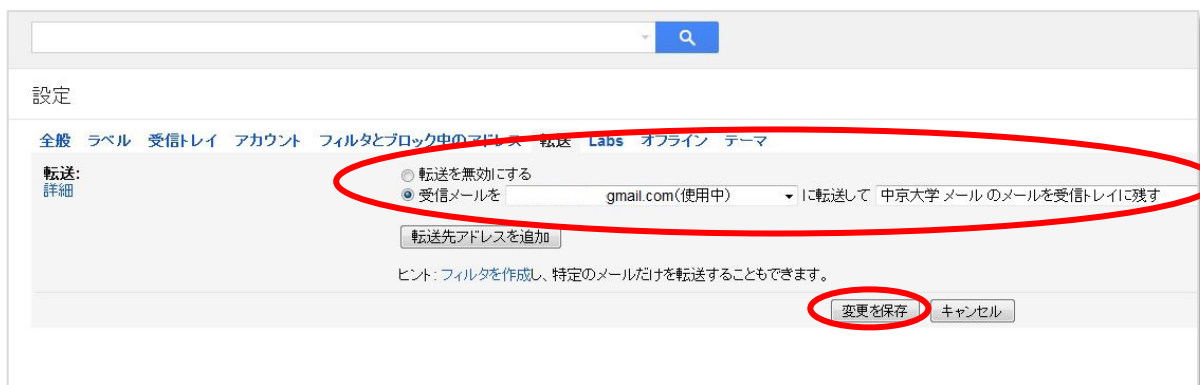 設定
全般 ラベル 受信トレイ アカウント フィルタとブロック中のアドレス 転送 Labs オフライン テーマ
転送:
詳細
転送を無効にする
受信メールを gmail.com(使用中) に転送して 中京大学 メール のメールを受信トレイに残す
転送先アドレスを追加
ヒント: フィルタを作成し、特定のメールだけを転送することもできます。
変更を保存 キャンセル